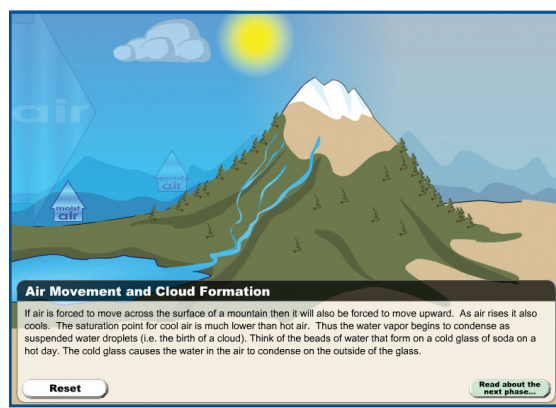 air
moist
air
moist
air
Air Movement and Cloud Formation
If air is forced to move across the surface of a mountain then it will also be forced to move upward. As air rises it also
cools. The saturation point for cool air is much lower than hot air. Thus the water vapor begins to condense as
suspended water droplets (i.e. the birth of a cloud). Think of the beads of water that form on a cold glass of soda on a
hot day. The cold glass causes the water in the air to condense on the outside of the glass.
Reset
Read about the
next phase...